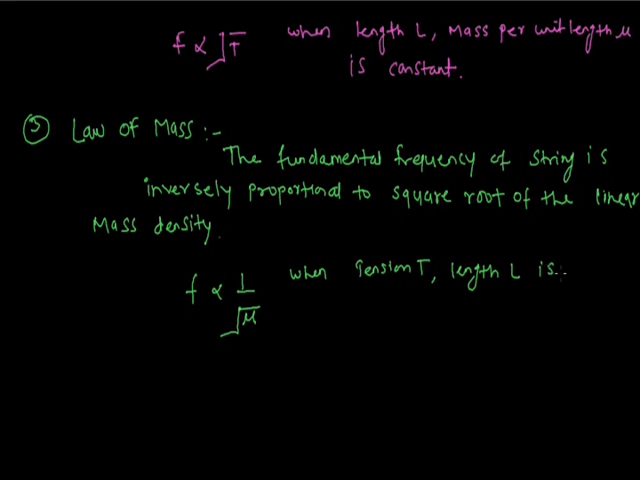 f ∝ √T when length L, Mass per unit length μ
is constant.
③ Law of Mass :-
The fundamental frequency of string is
inversely proportional to square root of the linear
Mass density.
f ∝ 1/√μ when Tension T, length L is